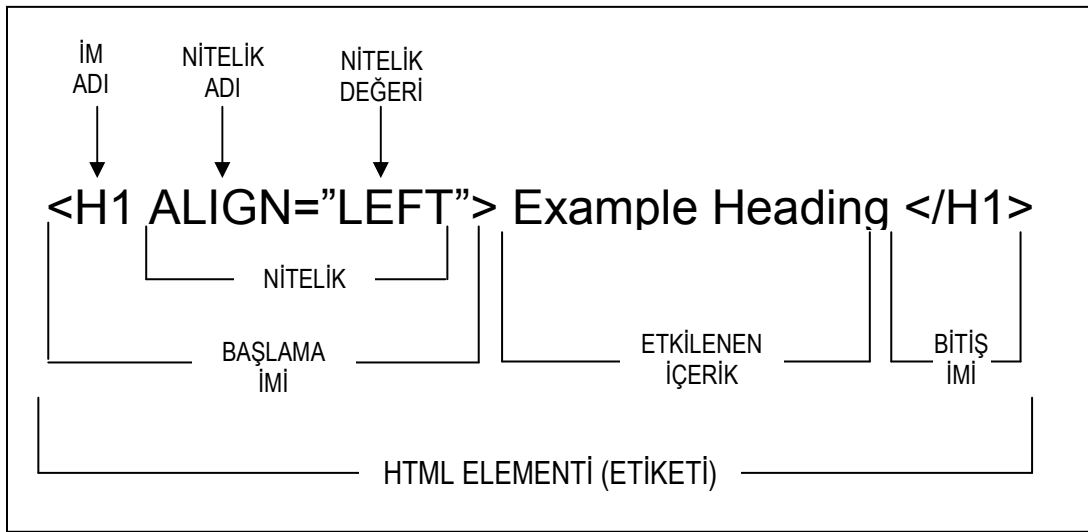 İM NİTELİK NİTELİK
ADI ADI DEĞERİ
<H1 ALIGN=”LEFT”> Example Heading </H1>
NİTELİK
BAŞLAMA ETKİLENEN BİTİŞ
İMİ İÇERİK İMİ
HTML ELEMENTİ (ETİKETİ)